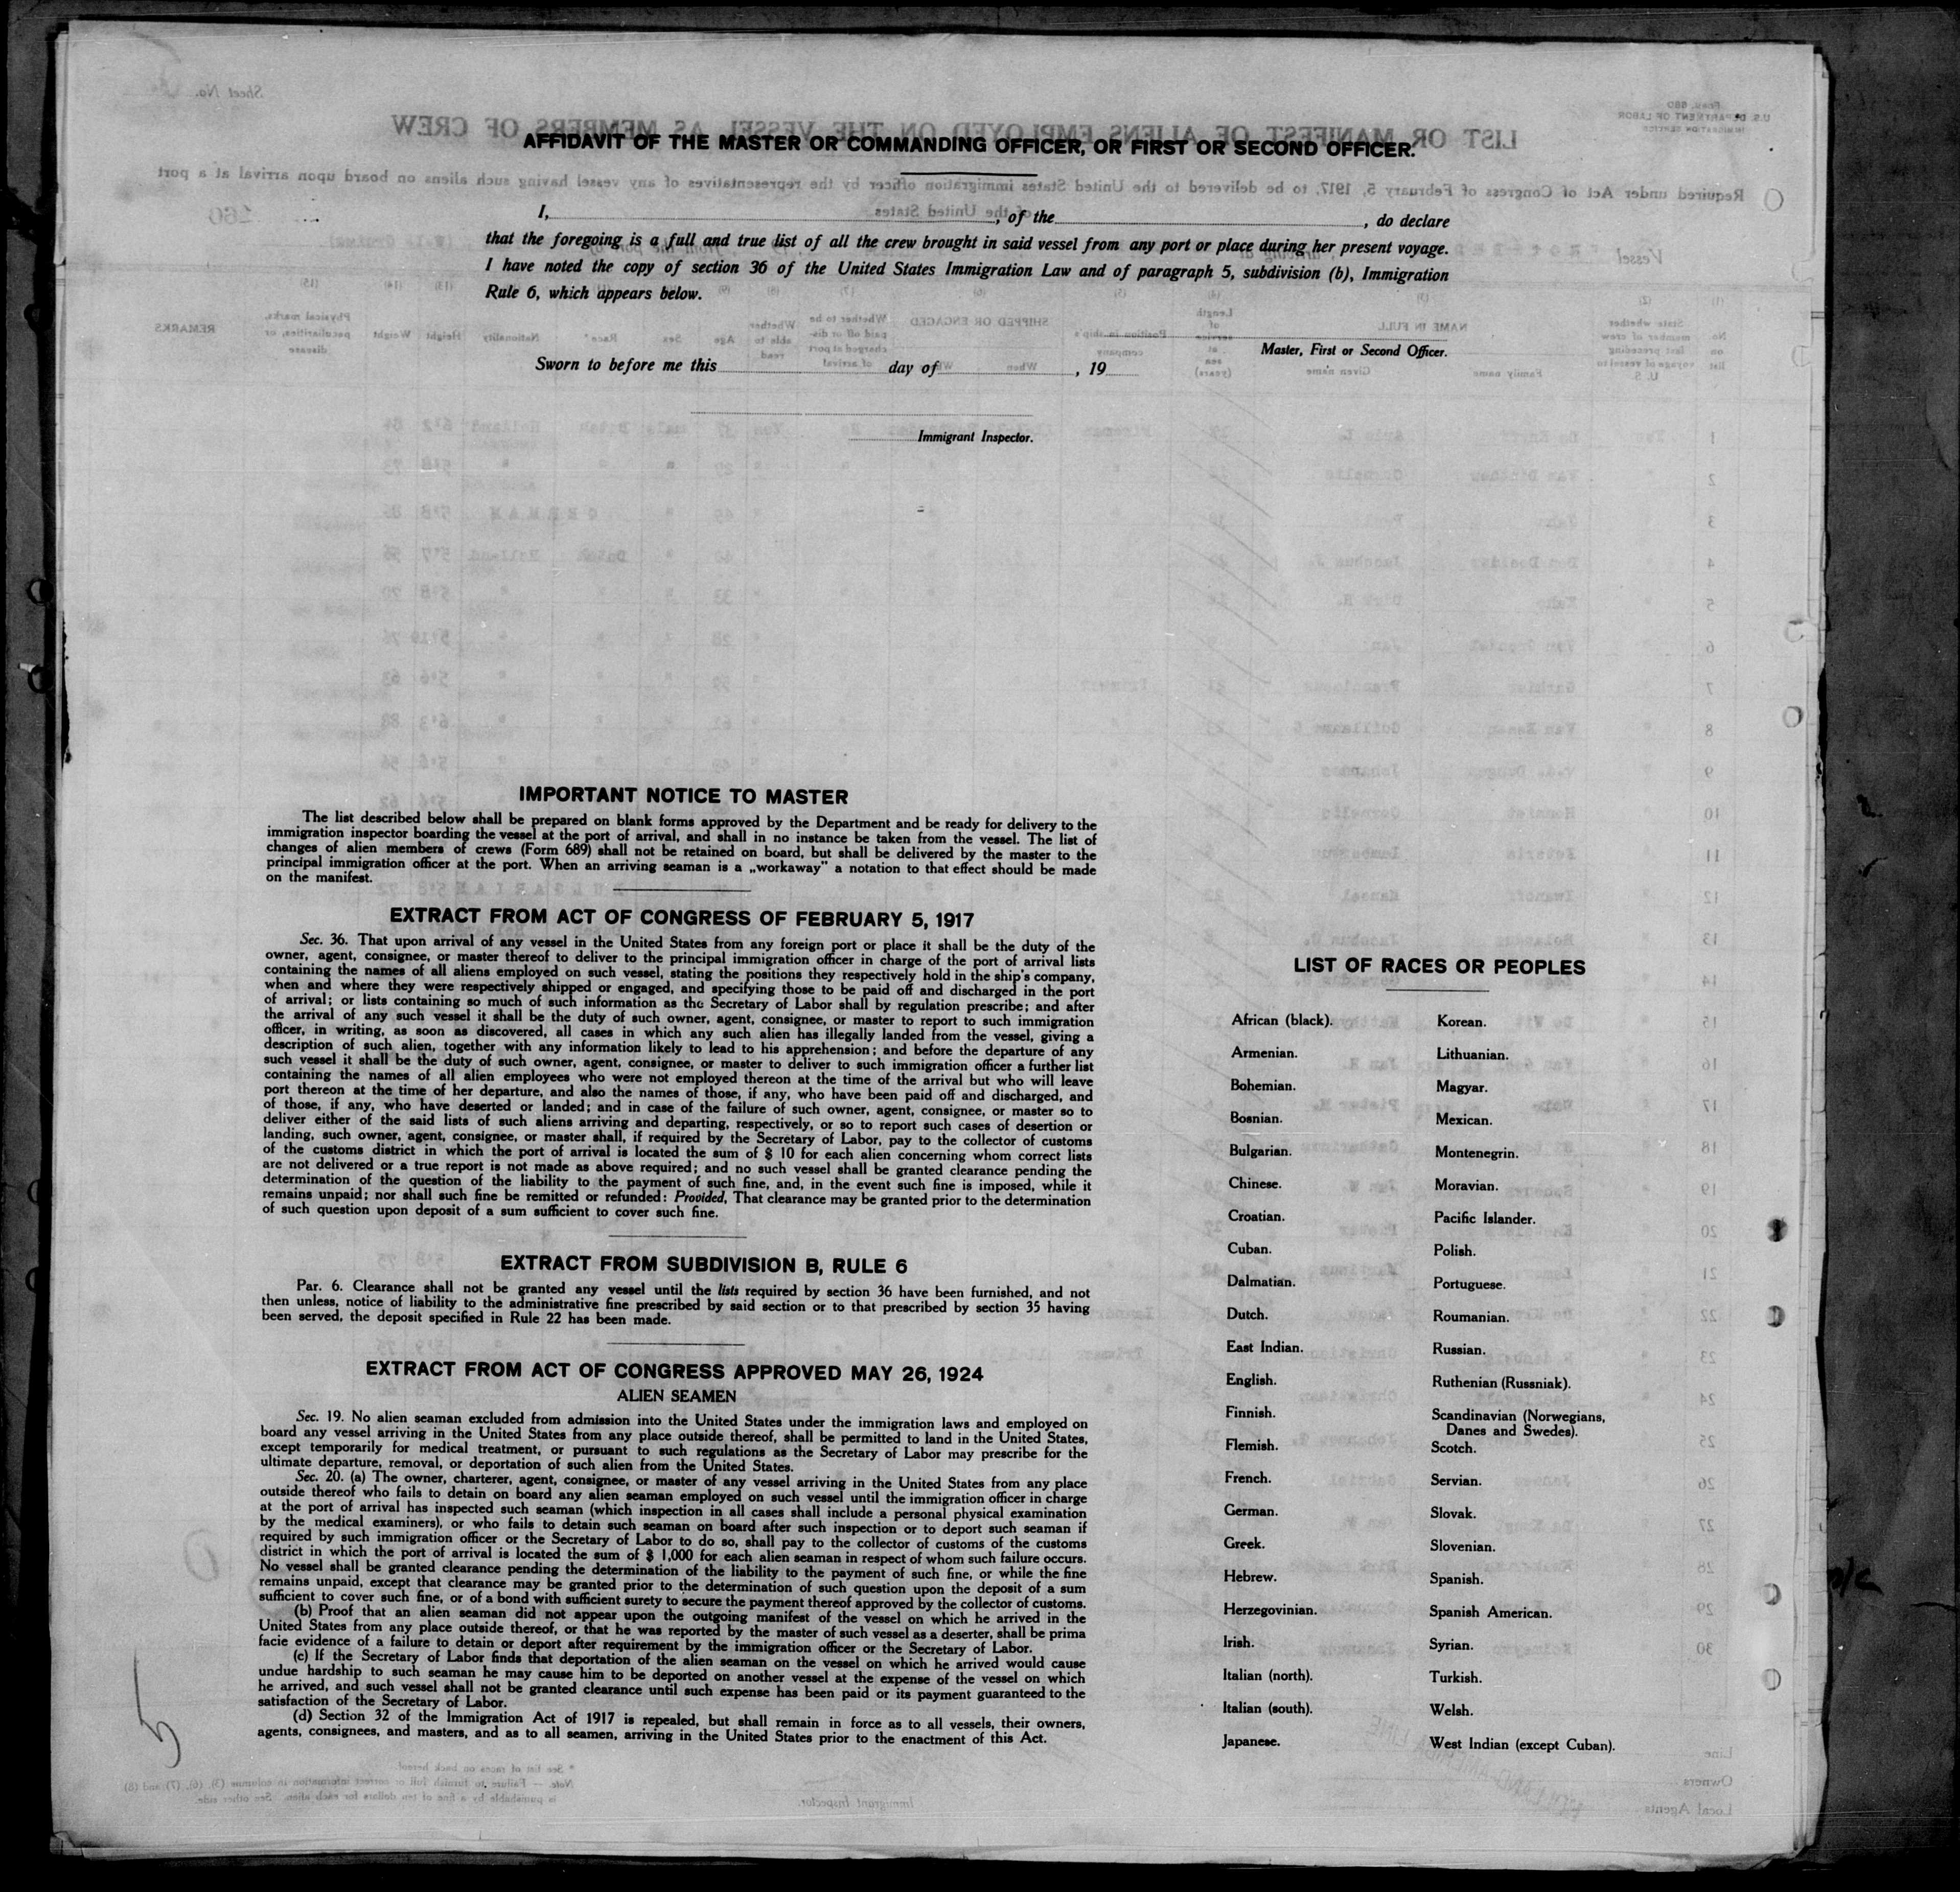 AFFIDAVIT OF THE MASTER OR COMMANDING OFFICER, OR FIRST OR SECOND OFFICER.
I, , of the , do declare
that the foregoing is a full and true list of all the crew brought in said vessel from any port or place during her present voyage.
I have noted the copy of section 36 of the United States Immigration Law and of paragraph 5, subdivision (b), Immigration
Rule 6, which appears below.
Master, First or Second Officer.
Sworn to before me this day of , 19
Immigrant Inspector.
IMPORTANT NOTICE TO MASTER
The list described below shall be prepared on blank forms approved by the Department and be ready for delivery to the
immigration inspector boarding the vessel at the port of arrival, and shall in no instance be taken from the vessel. The list of
changes of alien members of crews (Form 689) shall not be retained on board, but shall be delivered by the master to the
principal immigration officer at the port. When an arriving seaman is a „workaway” a notation to that effect should be made
on the manifest.
EXTRACT FROM ACT OF CONGRESS OF FEBRUARY 5, 1917
Sec. 36. That upon arrival of any vessel in the United States from any foreign port or place it shall be the duty of the
owner, agent, consignee, or master thereof to deliver to the principal immigration officer in charge of the port of arrival lists
containing the names of all aliens employed on such vessel, stating the positions they respectively hold in the ship's company,
when and where they were respectively shipped or engaged, and specifying those to be paid off and discharged in the port
of arrival; or lists containing so much of such information as the Secretary of Labor shall by regulation prescribe; and after
the arrival of any such vessel it shall be the duty of such owner, agent, consignee, or master to report to such immigration
officer, in writing, as soon as discovered, all cases in which any such alien has illegally landed from the vessel, giving a
description of such alien, together with any information likely to lead to his apprehension; and before the departure of any
such vessel it shall be the duty of such owner, agent, consignee, or master to deliver to such immigration officer a further list
containing the names of all alien employees who were not employed thereon at the time of the arrival but who will leave
port thereon at the time of her departure, and also the names of those, if any, who have been paid off and discharged, and
of those, if any, who have deserted or landed; and in case of the failure of such owner, agent, consignee, or master so to
deliver either of the said lists of such aliens arriving and departing, respectively, or so to report such cases of desertion or
landing, such owner, agent, consignee, or master shall, if required by the Secretary of Labor, pay to the collector of customs
of the customs district in which the port of arrival is located the sum of $ 10 for each alien concerning whom correct lists
are not delivered or a true report is not made as above required; and no such vessel shall be granted clearance pending the
determination of the question of the liability to the payment of such fine, and, in the event such fine is imposed, while it
remains unpaid; nor shall such fine be remitted or refunded: Provided, That clearance may be granted prior to the determination
of such question upon deposit of a sum sufficient to cover such fine.
EXTRACT FROM SUBDIVISION B, RULE 6
Par. 6. Clearance shall not be granted any vessel until the lists required by section 36 have been furnished, and not
then unless, notice of liability to the administrative fine prescribed by said section or to that prescribed by section 35 having
been served, the deposit specified in Rule 22 has been made.
EXTRACT FROM ACT OF CONGRESS APPROVED MAY 26, 1924
ALIEN SEAMEN
Sec. 19. No alien seaman excluded from admission into the United States under the immigration laws and employed on
board any vessel arriving in the United States from any place outside thereof, shall be permitted to land in the United States,
except temporarily for medical treatment, or pursuant to such regulations as the Secretary of Labor may prescribe for the
ultimate departure, removal, or deportation of such alien from the United States.
Sec. 20. (a) The owner, charterer, agent, consignee, or master of any vessel arriving in the United States from any place
outside thereof who fails to detain on board any alien seaman employed on such vessel until the immigration officer in charge
at the port of arrival has inspected such seaman (which inspection in all cases shall include a personal physical examination
by the medical examiners), or who fails to detain such seaman on board after such inspection or to deport such seaman if
required by such immigration officer or the Secretary of Labor to do so, shall pay to the collector of customs of the customs
district in which the port of arrival is located the sum of $ 1,000 for each alien seaman in respect of whom such failure occurs.
No vessel shall be granted clearance pending the determination of the liability to the payment of such fine, or while the fine
remains unpaid, except that clearance may be granted prior to the determination of such question upon the deposit of a sum
sufficient to cover such fine, or of a bond with sufficient surety to secure the payment thereof approved by the collector of customs.
(b) Proof that an alien seaman did not appear upon the outgoing manifest of the vessel on which he arrived in the
United States from any place outside thereof, or that he was reported by the master of such vessel as a deserter, shall be prima
facie evidence of a failure to detain or deport after requirement by the immigration officer or the Secretary of Labor.
(c) If the Secretary of Labor finds that deportation of the alien seaman on the vessel on which he arrived would cause
undue hardship to such seaman he may cause him to be deported on another vessel at the expense of the vessel on which
he arrived, and such vessel shall not be granted clearance until such expense has been paid or its payment guaranteed to the
satisfaction of the Secretary of Labor.
(d) Section 32 of the Immigration Act of 1917 is repealed, but shall remain in force as to all vessels, their owners,
agents, consignees, and masters, and as to all seamen, arriving in the United States prior to the enactment of this Act.
5
LIST OF RACES OR PEOPLES
African (black).
Armenian.
Bohemian.
Bosnian.
Bulgarian.
Chinese.
Croatian.
Cuban.
Dalmatian.
Dutch.
East Indian.
English.
Finnish.
Flemish.
French.
German.
Greek.
Hebrew.
Herzegovinian.
Irish.
Italian (north).
Italian (south).
Japanese.
Korean.
Lithuanian.
Magyar.
Mexican.
Montenegrin.
Moravian.
Pacific Islander.
Polish.
Portuguese.
Roumanian.
Russian.
Ruthenian (Russniak).
Scandinavian (Norwegians,
Danes and Swedes).
Scotch.
Servian.
Slovak.
Slovenian.
Spanish.
Spanish American.
Syrian.
Turkish.
Welsh.
West Indian (except Cuban).